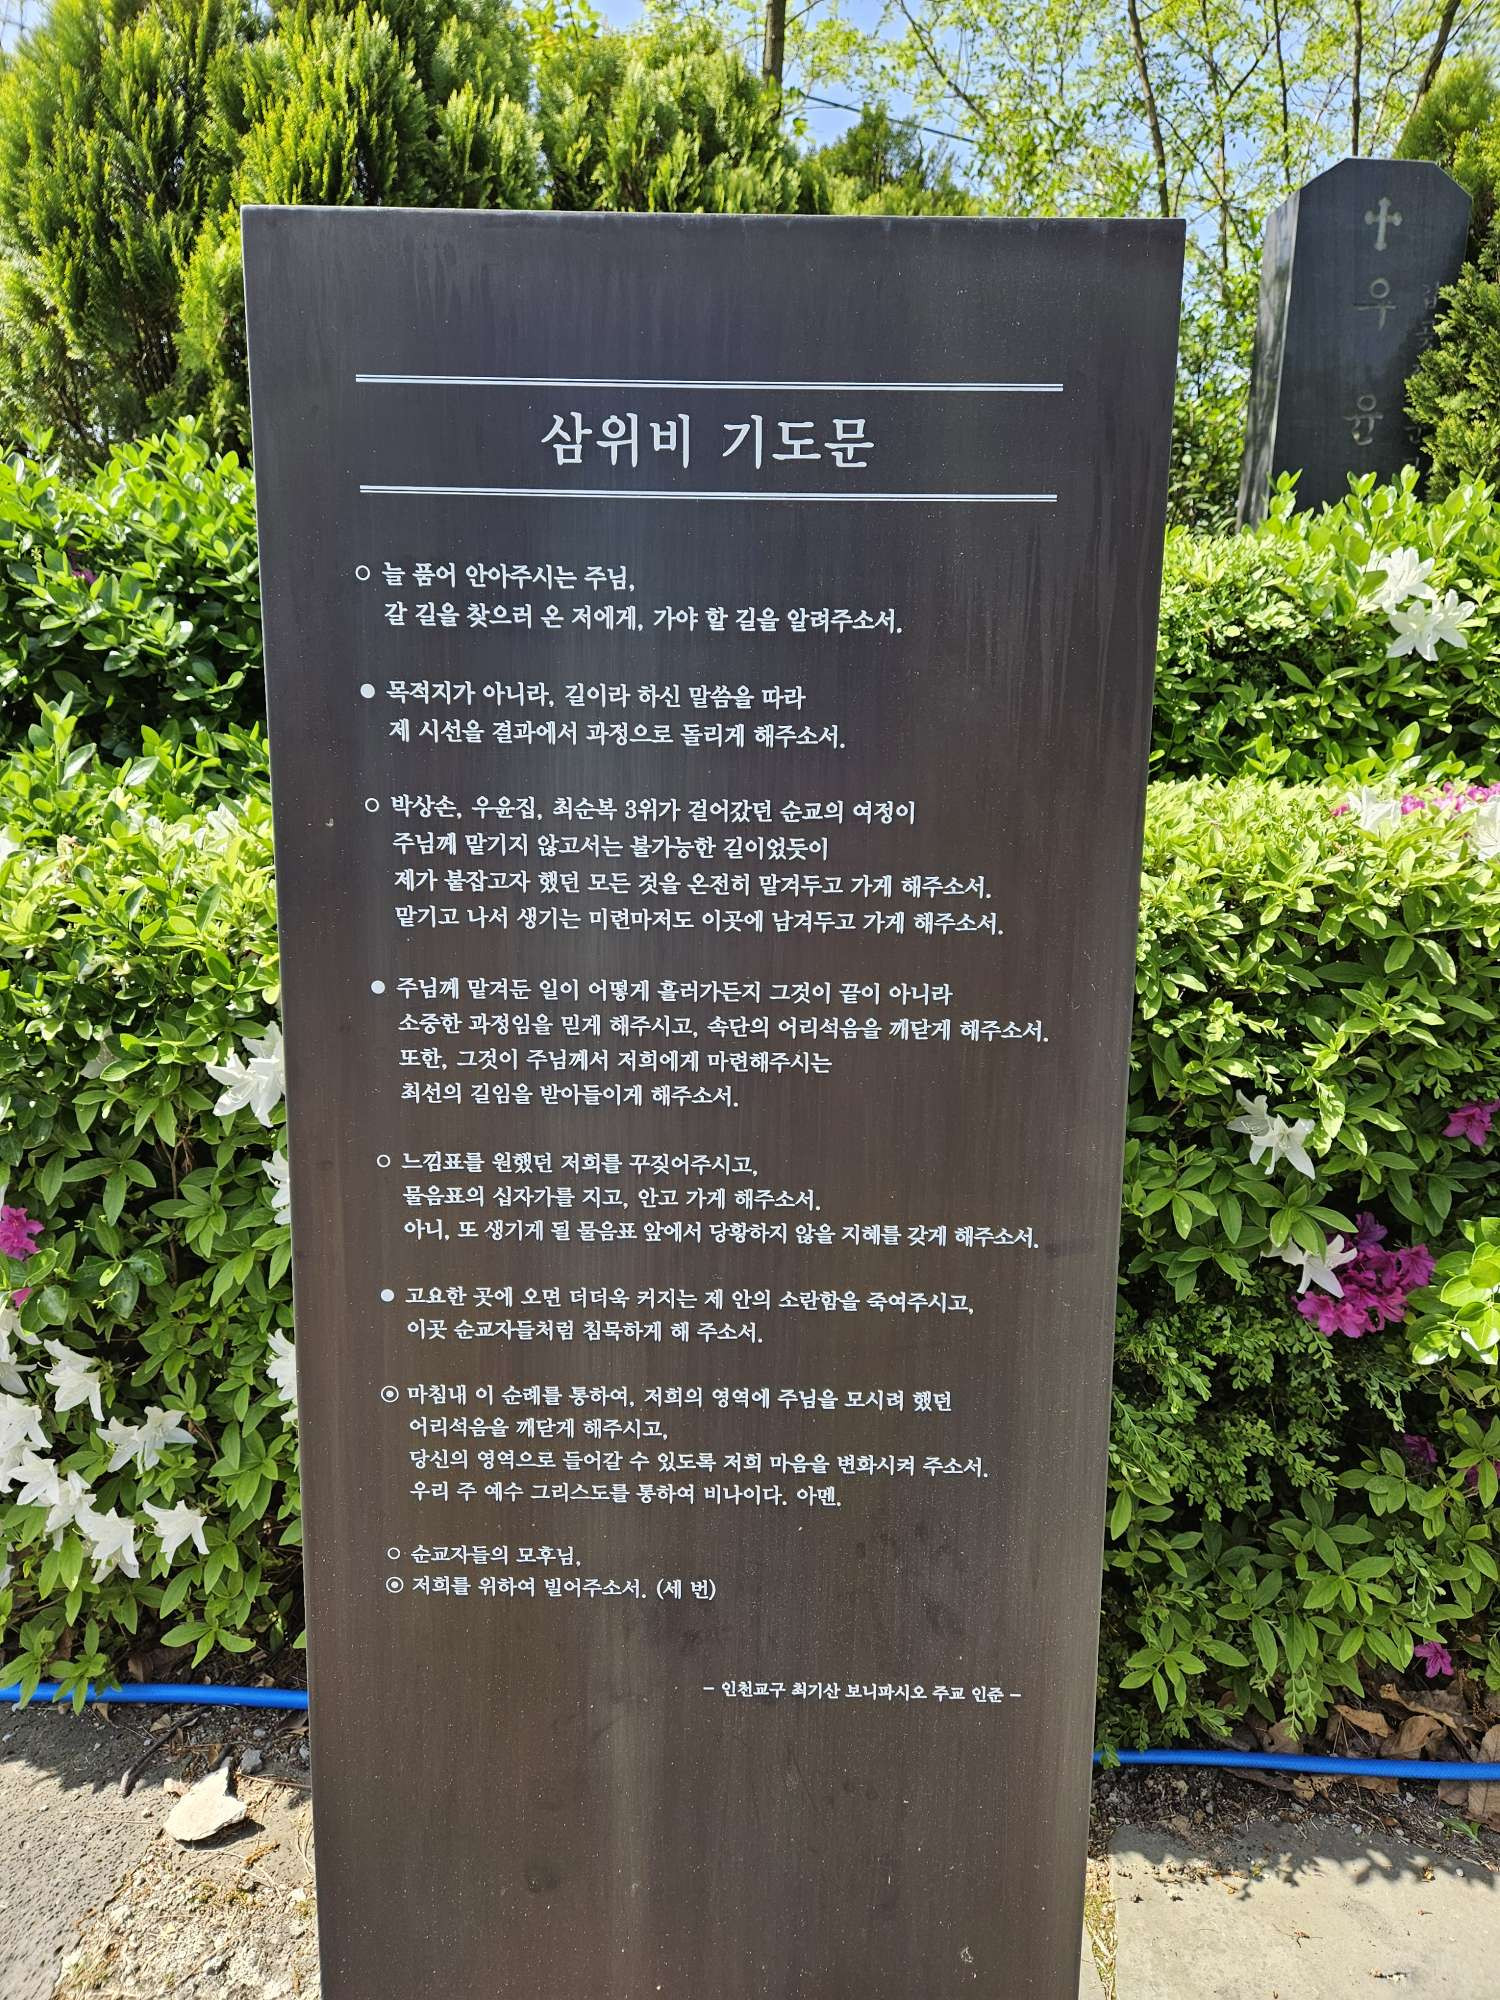 삼위비 기도문
○ 늘 품어 안아주시는 주님,
갈 길을 찾으러 온 저에게, 가야 할 길을 알려주소서.
● 목적지가 아니라, 길이라 하신 말씀을 따라
제 시선을 결과에서 과정으로 돌리게 해주소서.
○ 박상손, 우윤집, 최순복 3위가 걸어갔던 순교의 여정이
주님께 맡기지 않고서는 불가능한 길이었듯이
제가 붙잡고자 했던 모든 것을 온전히 맡겨두고 가게 해주소서.
맡기고 나서 생기는 미련마저도 이곳에 남겨두고 가게 해주소서.
● 주님께 맡겨둔 일이 어떻게 흘러가든지 그것이 끝이 아니라
소중한 과정임을 믿게 해주시고, 속단의 어리석음을 깨닫게 해주소서.
또한, 그것이 주님께서 저희에게 마련해주시는
최선의 길임을 받아들이게 해주소서.
○ 느낌표를 원했던 저희를 꾸짖어주시고,
물음표의 십자가를 지고, 안고 가게 해주소서.
아니, 또 생기게 될 물음표 앞에서 당황하지 않을 지혜를 갖게 해주소서.
● 고요한 곳에 오면 더더욱 커지는 제 안의 소란함을 죽여주시고,
이곳 순교자들처럼 침묵하게 해 주소서.
◉ 마침내 이 순례를 통하여, 저희의 영역에 주님을 모시려 했던
어리석음을 깨닫게 해주시고,
당신의 영역으로 들어갈 수 있도록 저희 마음을 변화시켜 주소서.
우리 주 예수 그리스도를 통하여 비나이다. 아멘.
○ 순교자들의 모후님,
◉ 저희를 위하여 빌어주소서. (세 번)
– 인천교구 최기산 보니파시오 주교 인준 –
우윤